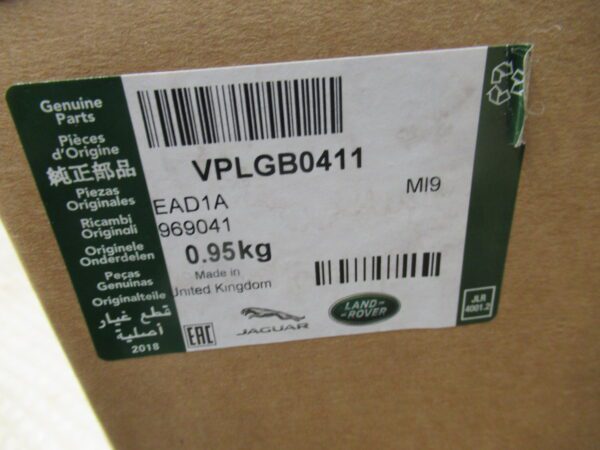 Genuine
Parts
Pièces
d'Origine
純正部品
Piezas
Originales
Ricambi
Originali
Originele
Onderdelen
Peças
Genuinas
Originalteile
قطع غيار
أصلية
2018
VPLGB0411
MI9
EAD1A
969041
0.95kg
Made in
United Kingdom
EAC
JAGUAR
LAND
ROVER
JLR
4001.2